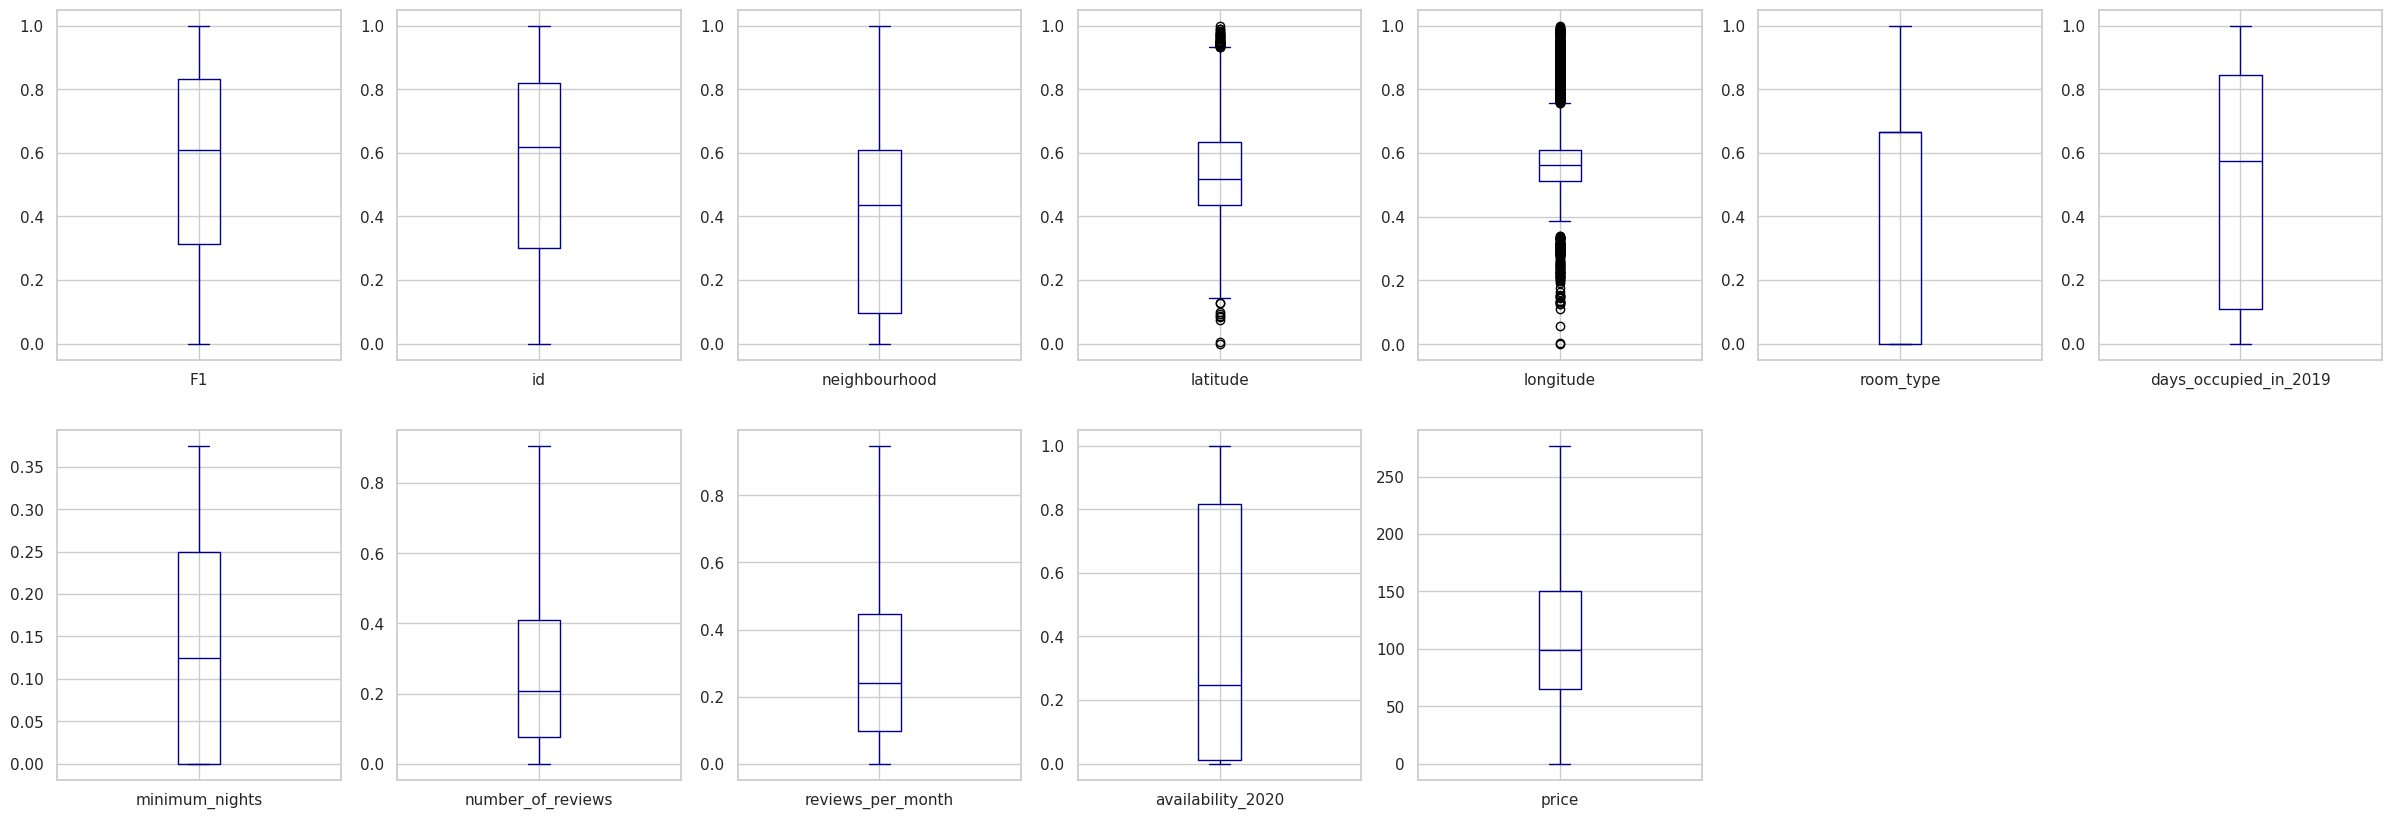 1.0 1.0 1.0 1.0 1.0 1.0 1.0
0.8 0.8 0.8 0.8 0.8 0.8 0.8
0.6 0.6 0.6 0.6 0.6 0.6 0.6
0.4 0.4 0.4 0.4 0.4 0.4 0.4
0.2 0.2 0.2 0.2 0.2 0.2 0.2
0.0 0.0 0.0 0.0 0.0 0.0 0.0
F1 id neighbourhood latitude longitude room_type days_occupied_in_2019
0.35
0.30
0.25
0.20
0.15
0.10
0.05
0.00
minimum_nights
0.8
0.6
0.4
0.2
0.0
number_of_reviews
0.8
0.6
0.4
0.2
0.0
reviews_per_month
1.0
0.8
0.6
0.4
0.2
0.0
availability_2020
250
200
150
100
50
0
price